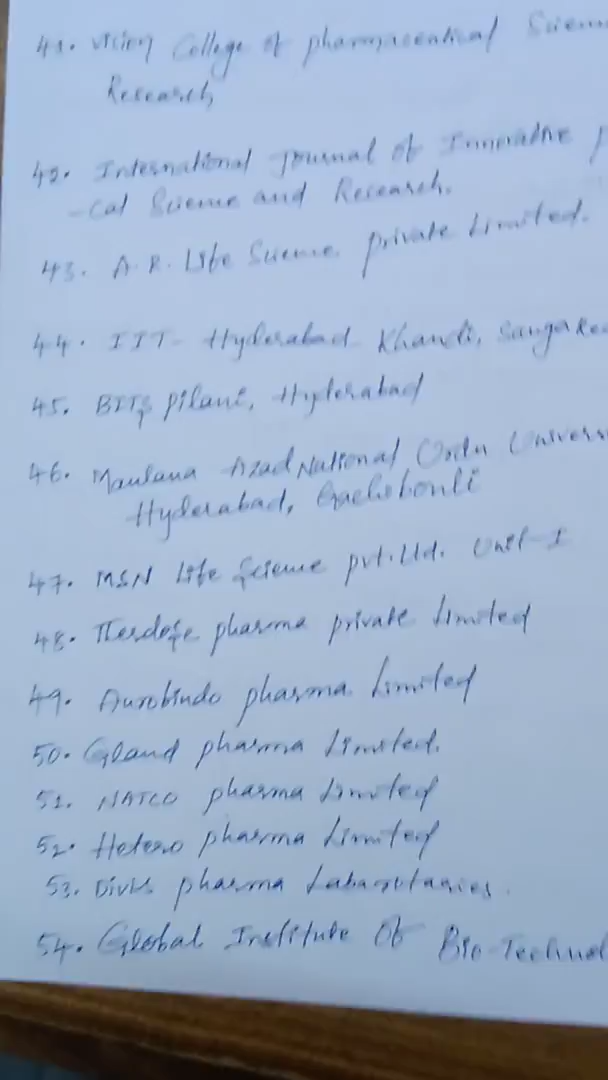 41. Vision College of pharmaceutical Scien
Research
42. International Journal of Innovative p
-cal Science and Research.
43. A.R. Life Science private Limited.
44. IIT- Hyderabad Khandi, Sangare
45. BITS pilani, Hyderabad
46. Maulana Azad National Urdu Univers
Hyderabad, Gachibonli
47. MSN Life Science pvt.Ltd. Unit-I
48. pharma private Limited
49. Aurobindo pharma Limited
50. Gland pharma Limited.
51. NATCO pharma Limited
52. Hetero pharma Limited
53. Divis pharma Labarotaries.
54. Global Institute Of Bio-Technol